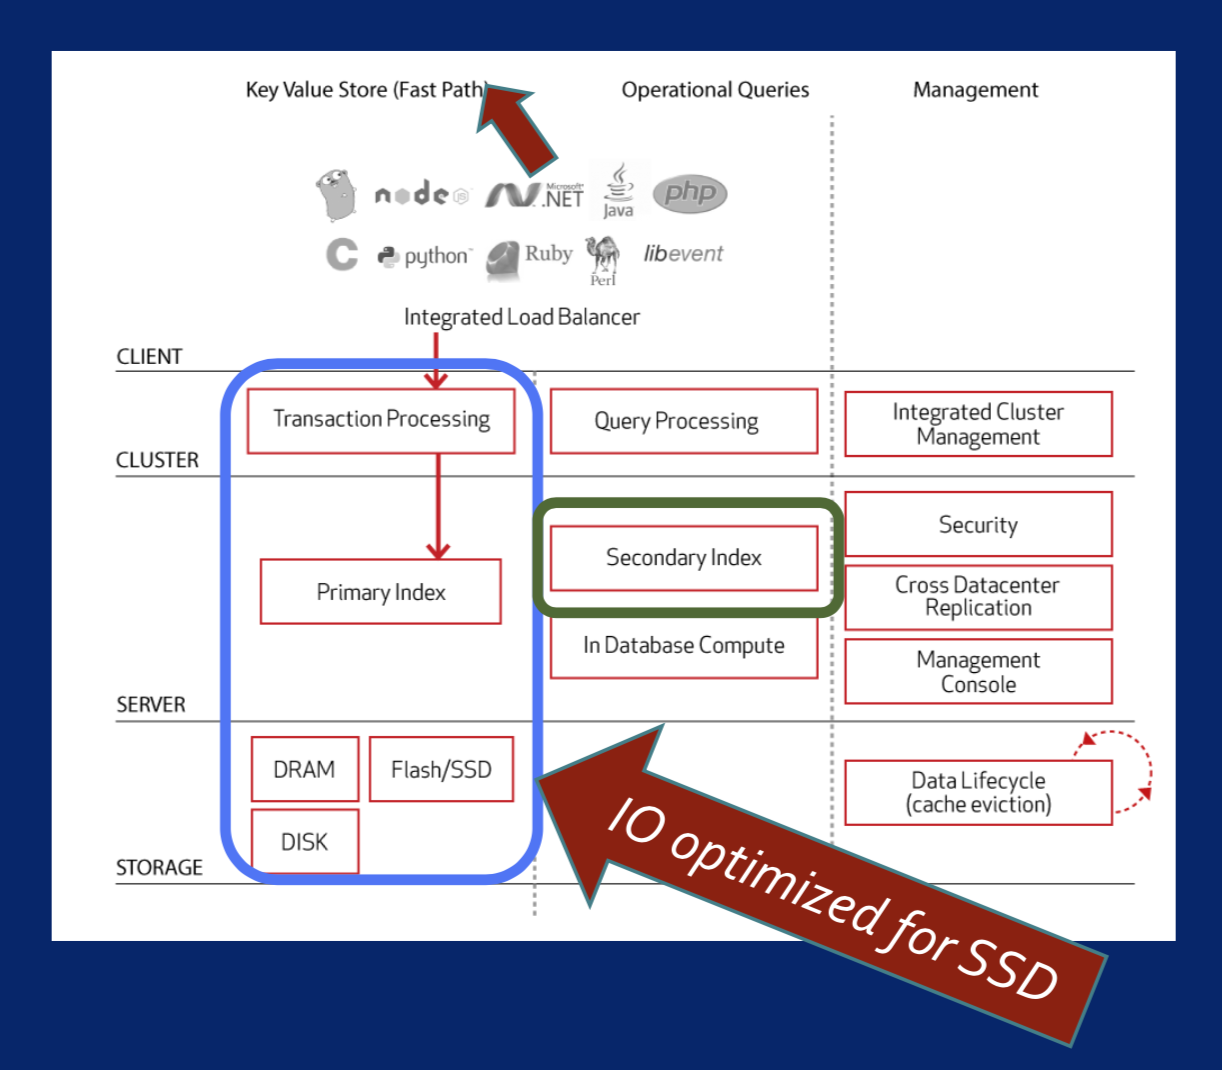 Key Value Store (Fast Path)
Operational Queries
Management
node JS
Microsoft
.NET
Java
php
C
python
Ruby
Perl
libevent
Integrated Load Balancer
CLIENT
Transaction Processing
Query Processing
Integrated Cluster
Management
CLUSTER
Primary Index
Secondary Index
In Database Compute
Security
Cross Datacenter
Replication
Management
Console
SERVER
DRAM
Flash/SSD
DISK
Data Lifecycle
(cache eviction)
STORAGE
IO optimized for SSD